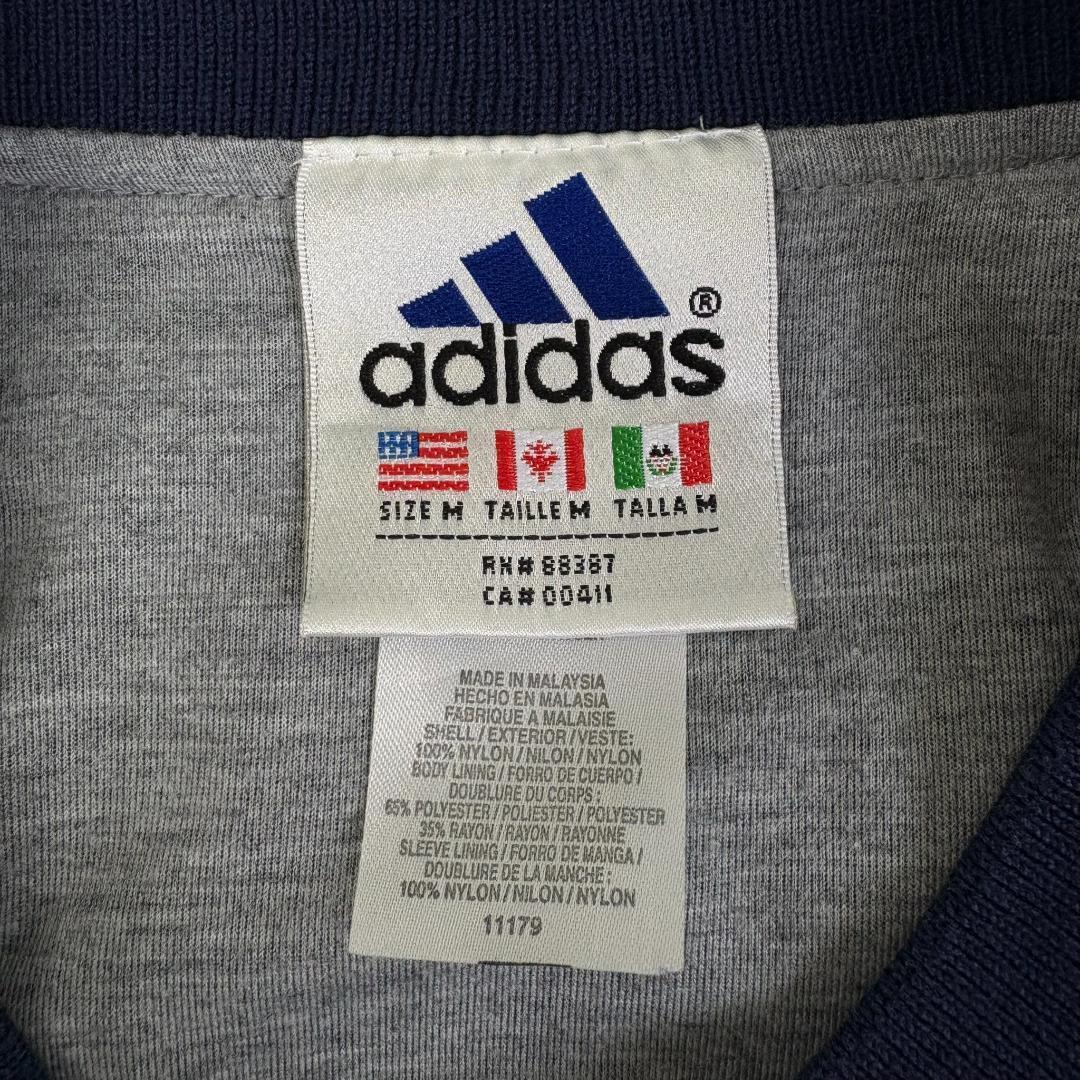 ®
adidas
SIZE M TAILLE M TALLA M
RN# 88387
CA# 00411
MADE IN MALAYSIA
HECHO EN MALASIA
FABRIQUE A MALAISIE
SHELL / EXTERIOR / VESTE:
100% NYLON / NILON / NYLON
BODY LINING / FORRO DE CUERPO /
DOUBLURE DU CORPS :
65% POLYESTER / POLIESTER / POLYESTER
35% RAYON / RAYON / RAYONNE
SLEEVE LINING / FORRO DE MANGA /
DOUBLURE DE LA MANCHE :
100% NYLON / NILON / NYLON
11179